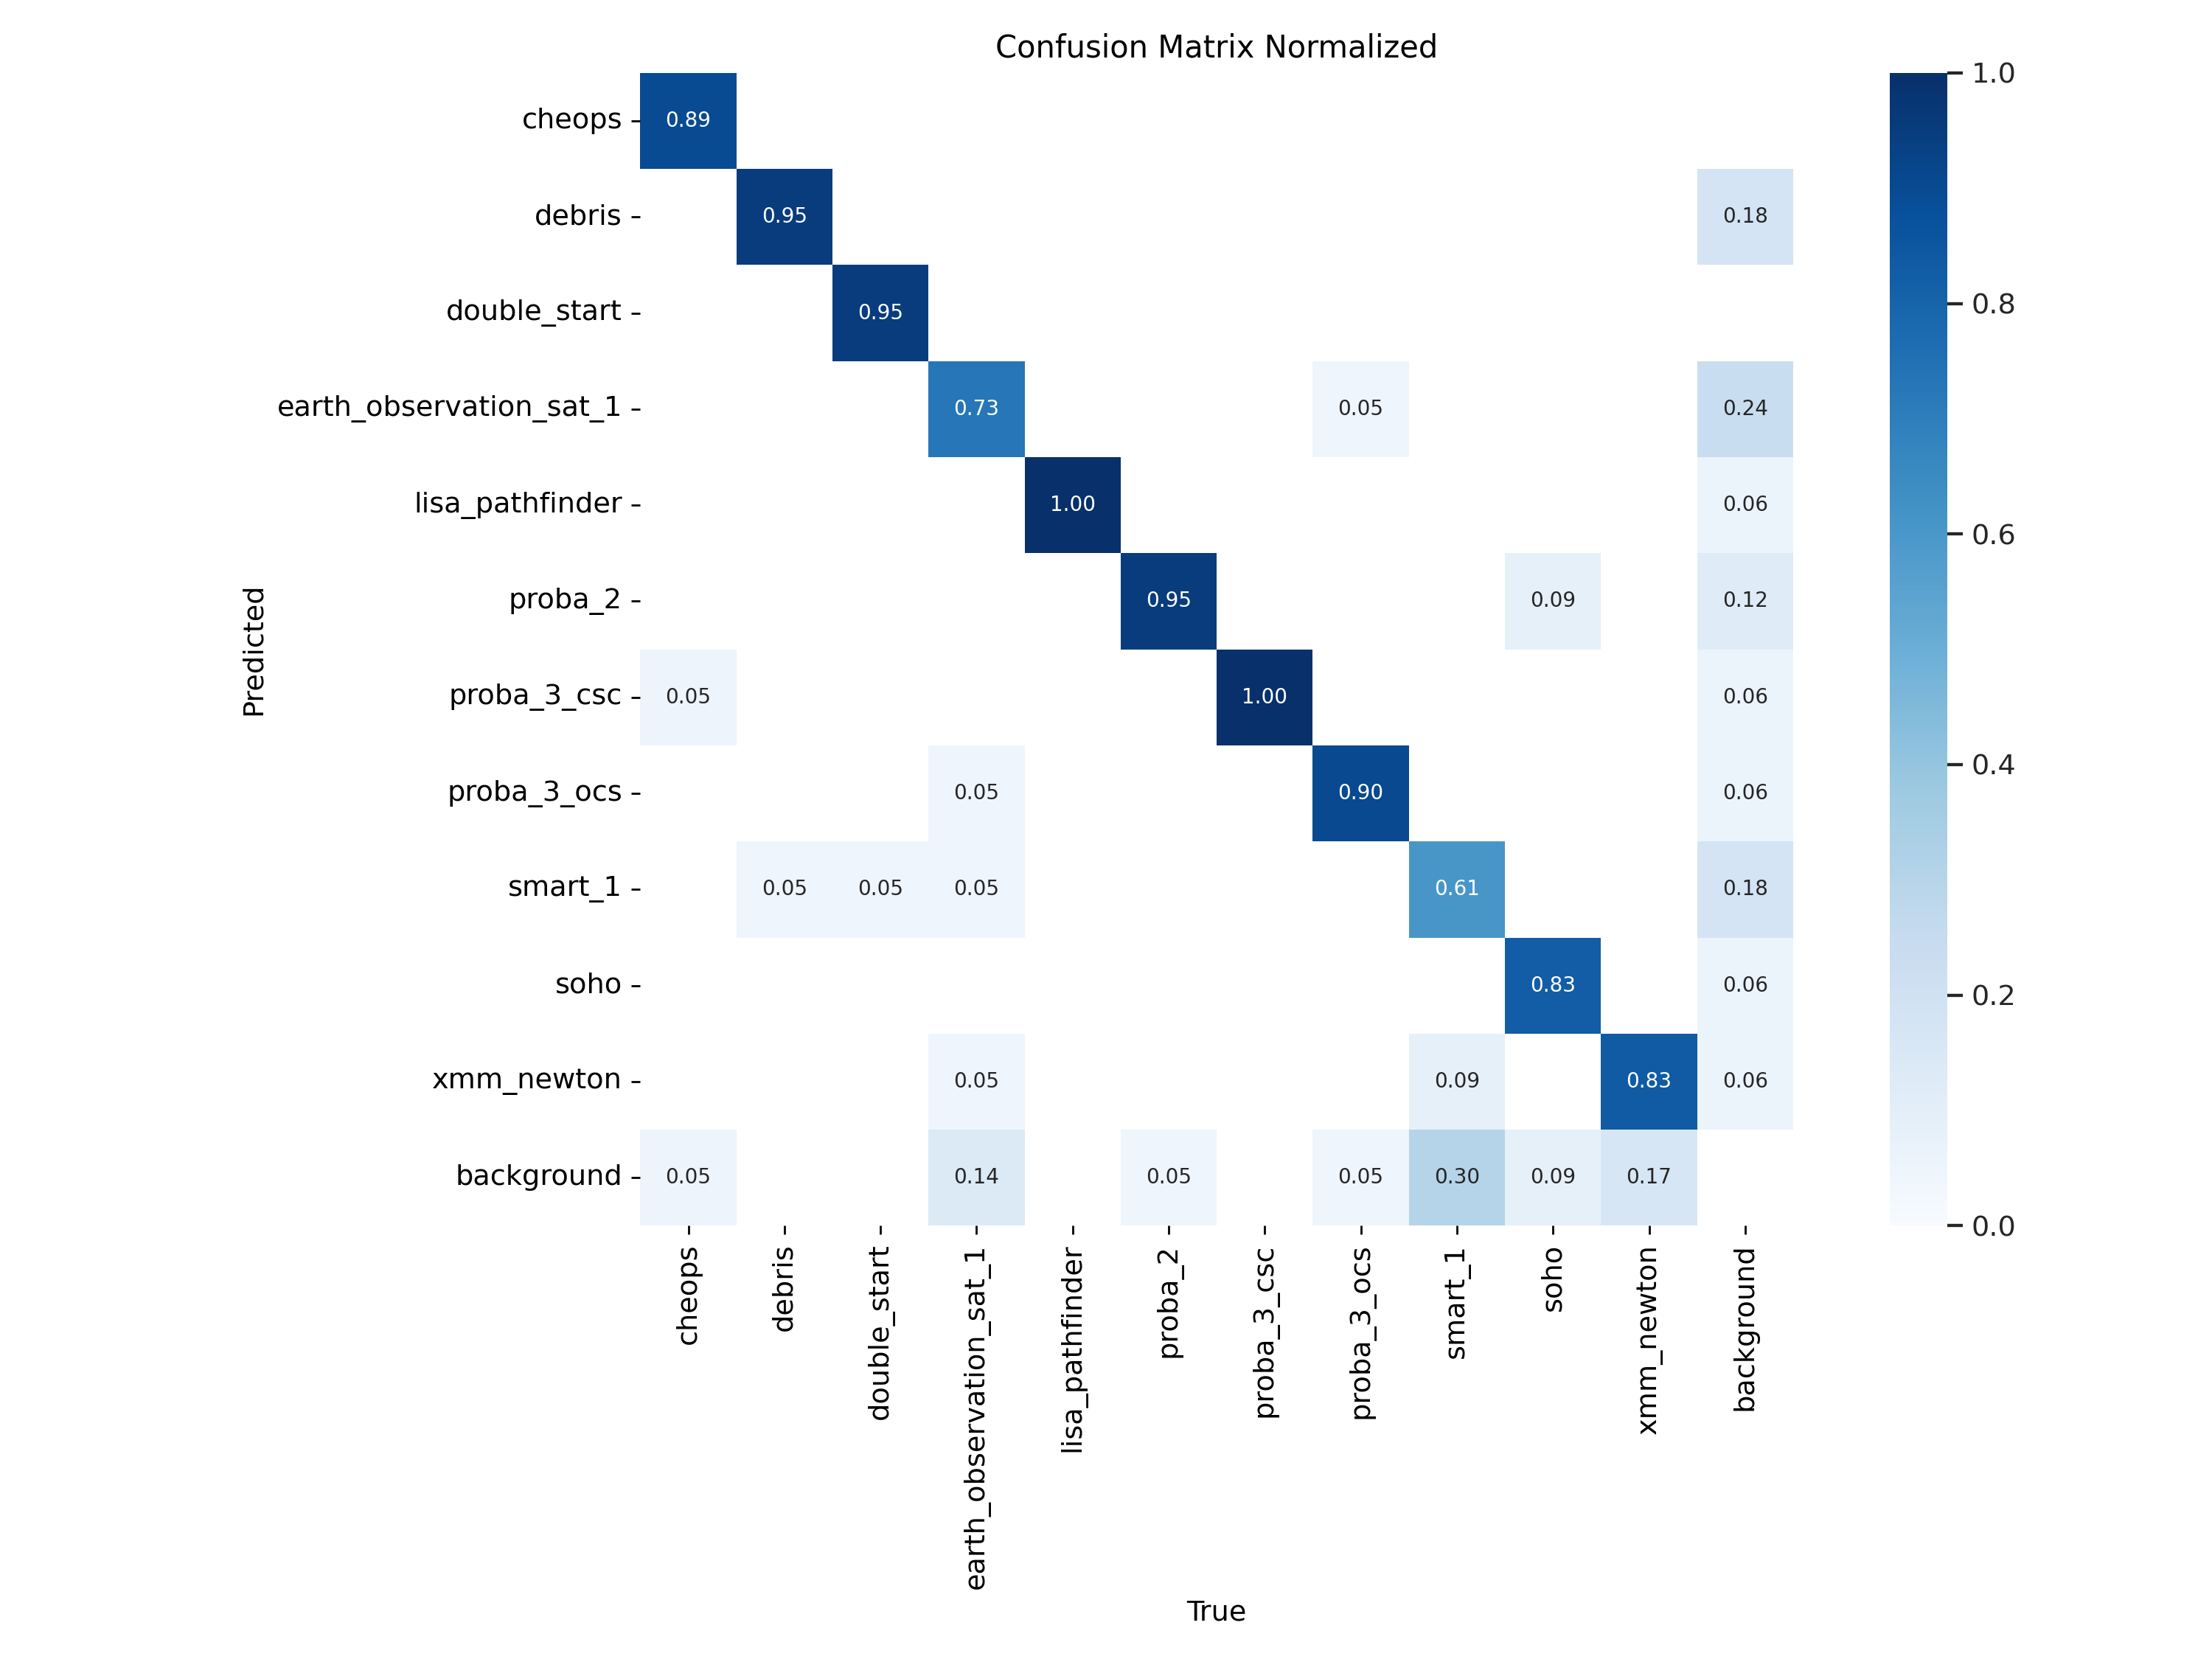 Confusion Matrix Normalized
cheops 0.89
debris 0.95 0.18
double_start 0.95
earth_observation_sat_1 0.73 0.05 0.24
lisa_pathfinder 1.00 0.06
proba_2 0.95 0.09 0.12
proba_3_csc 0.05 1.00 0.06
proba_3_ocs 0.05 0.90 0.06
smart_1 0.05 0.05 0.05 0.61 0.18
soho 0.83 0.06
xmm_newton 0.05 0.09 0.83 0.06
background 0.05 0.14 0.05 0.05 0.30 0.09 0.17
Predicted
cheops
debris
double_start
earth_observation_sat_1
lisa_pathfinder
proba_2
proba_3_csc
proba_3_ocs
smart_1
soho
xmm_newton
background
True
1.0
0.8
0.6
0.4
0.2
0.0